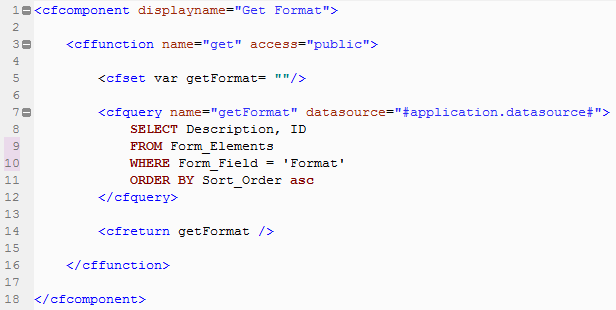 1 <cfcomponent displayname="Get Format">
2
3 <cffunction name="get" access="public">
4
5 <cfset var getFormat= ""/>
6
7 <cfquery name="getFormat" datasource="#application.datasource#">
8 SELECT Description, ID
9 FROM Form_Elements
10 WHERE Form_Field = 'Format'
11 ORDER BY Sort_Order asc
12 </cfquery>
13
14 <cfreturn getFormat />
15
16 </cffunction>
17
18 </cfcomponent>